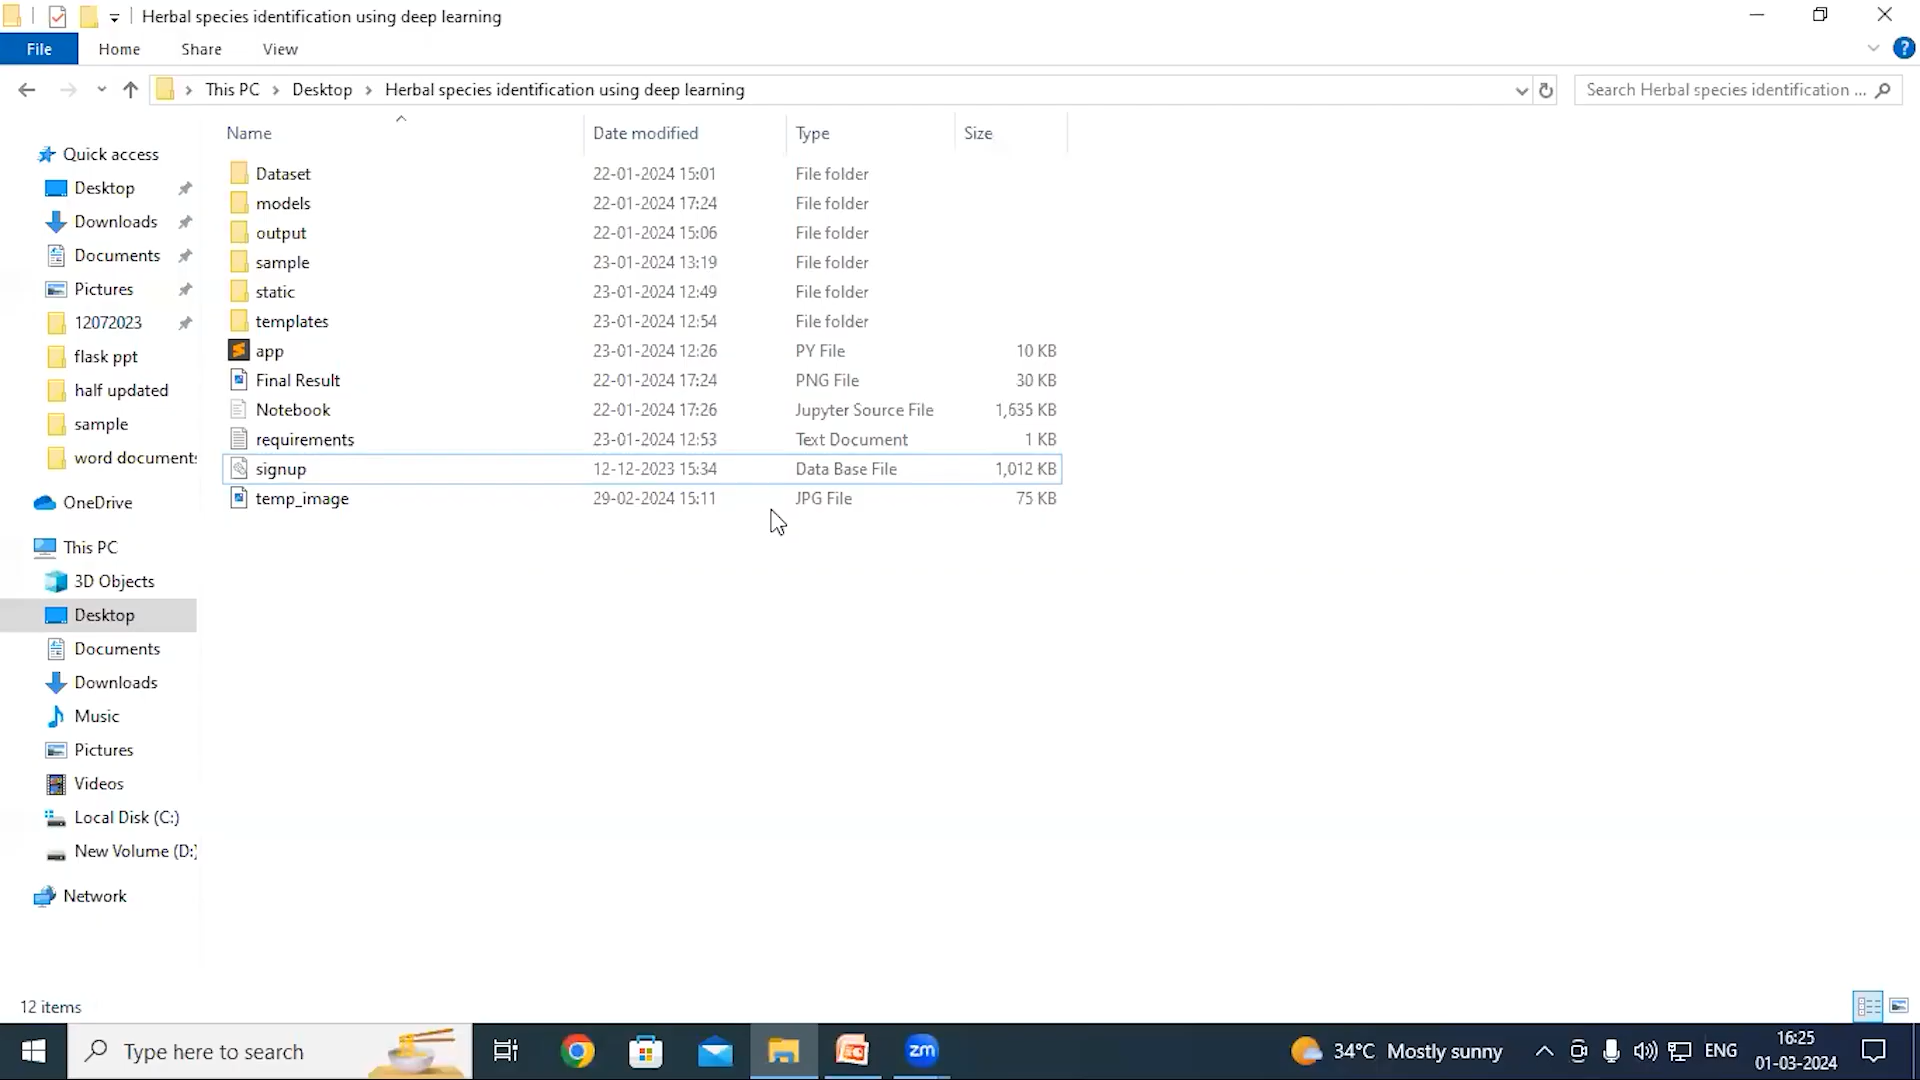 Herbal species identification using deep learning
File Home Share View
This PC Desktop Herbal species identification using deep learning Search Herbal species identification ...
Name Date modified Type Size
Quick access
Desktop
Downloads
Documents
Pictures
12072023
flask ppt
half updated
sample
word documents
OneDrive
This PC
3D Objects
Desktop
Documents
Downloads
Music
Pictures
Videos
Local Disk (C:)
New Volume (D:)
Network
Dataset 22-01-2024 15:01 File folder
models 22-01-2024 17:24 File folder
output 22-01-2024 15:06 File folder
sample 23-01-2024 13:19 File folder
static 23-01-2024 12:49 File folder
templates 23-01-2024 12:54 File folder
app 23-01-2024 12:26 PY File 10 KB
Final Result 22-01-2024 17:24 PNG File 30 KB
Notebook 22-01-2024 17:26 Jupyter Source File 1,635 KB
requirements 23-01-2024 12:53 Text Document 1 KB
signup 12-12-2023 15:34 Data Base File 1,012 KB
temp_image 29-02-2024 15:11 JPG File 75 KB
12 items
Type here to search
zm
34°C Mostly sunny
ENG
16:25
01-03-2024